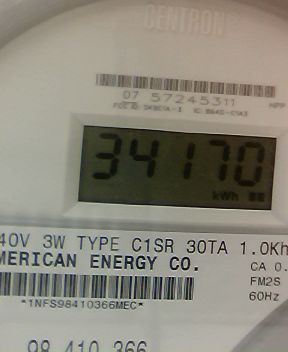 CENTRON
07 57245311
HPP
34170
kWh
40V 3W TYPE C1SR 30TA 1.0Kh
MERICAN ENERGY CO.
CA 0.
FM2S
*1NFS98410366MEC*
60Hz
98 410 366